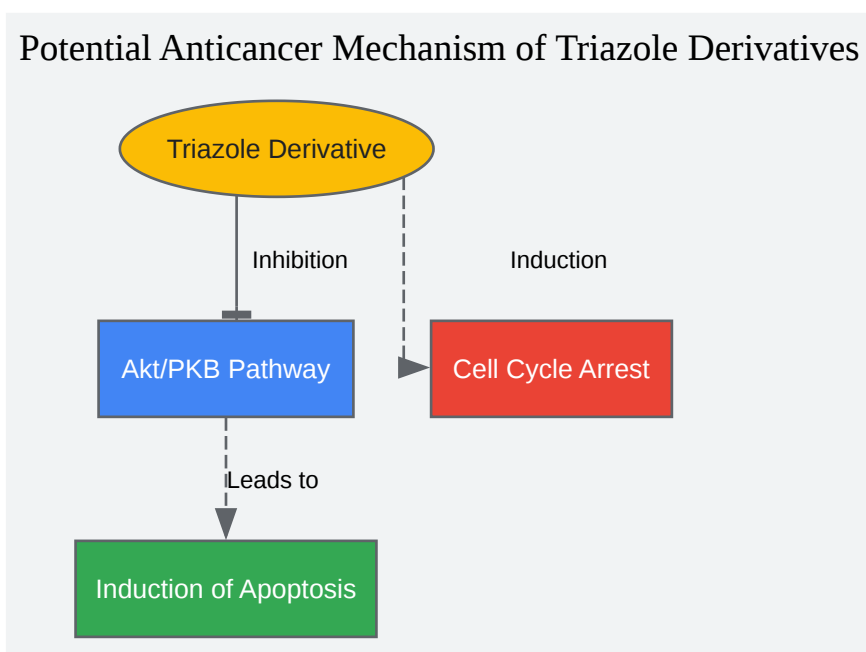 Potential Anticancer Mechanism of Triazole Derivatives
Triazole Derivative
Inhibition
Induction
Akt/PKB Pathway
Cell Cycle Arrest
Leads to
Induction of Apoptosis